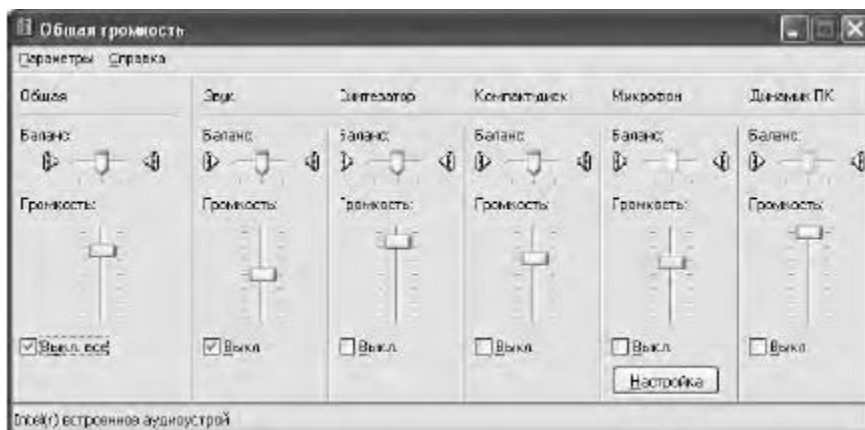 Общая громкость
Параметры Справка
Общая Звук Синтезатор Компакт-диск Микрофон Динамик ПК
Баланс: Баланс: Баланс: Баланс: Баланс: Баланс:
Громкость: Громкость: Громкость: Громкость: Громкость: Громкость:
Выкл. все Выкл. Выкл. Выкл. Выкл. Выкл.
Настройка
Intel(r) встроенное аудиоустрой